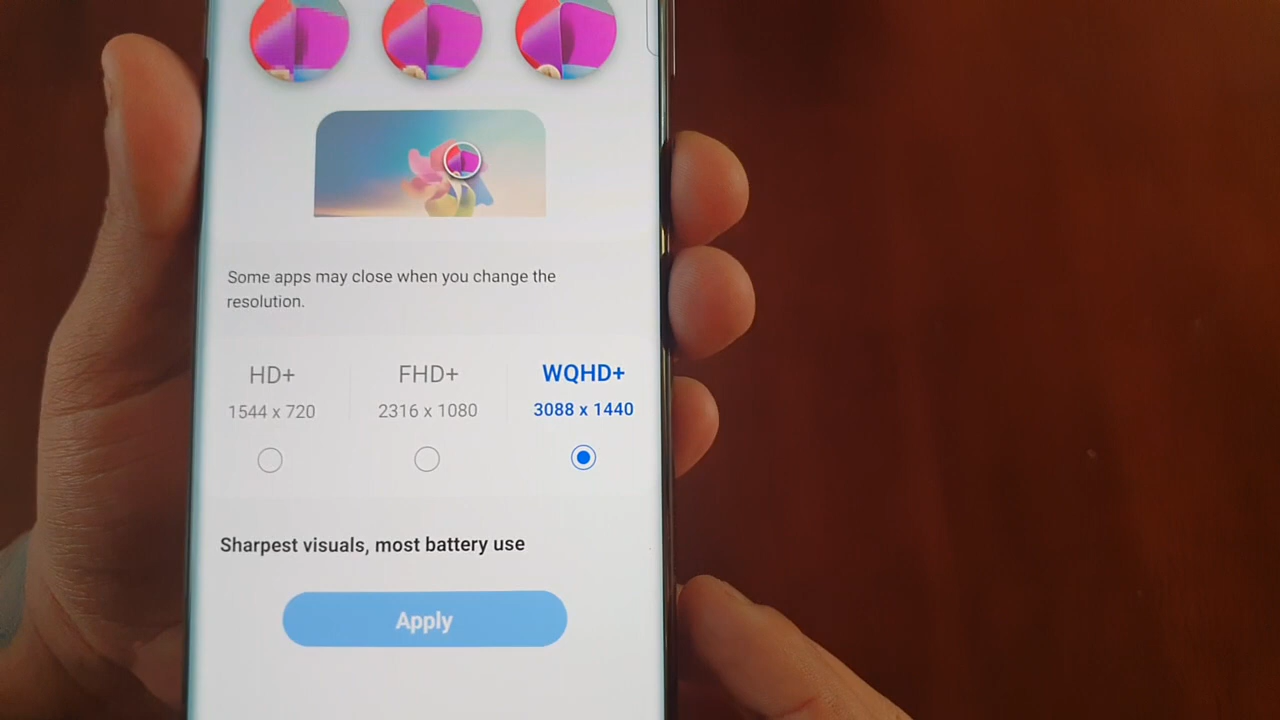 Some apps may close when you change the
resolution.
HD+ FHD+ WQHD+
1544 x 720 2316 x 1080 3088 x 1440
Sharpest visuals, most battery use
Apply